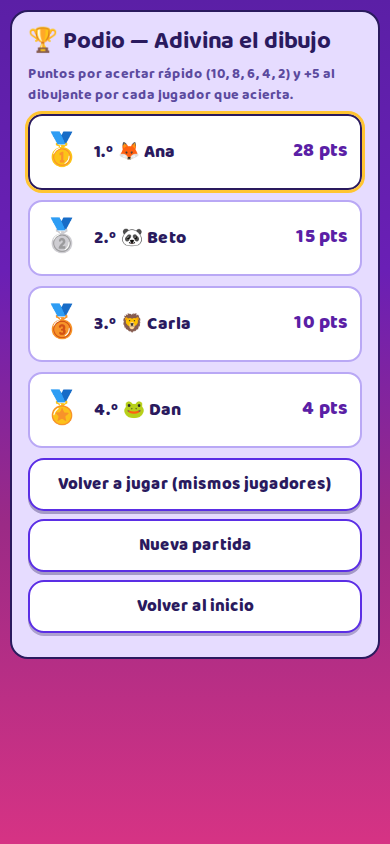 🏆 Podio — Adivina el dibujo
Puntos por acertar rápido (10, 8, 6, 4, 2) y +5 al
dibujante por cada jugador que acierta.
🥇 1.º 🦊 Ana 28 pts
🥈 2.º 🐼 Beto 15 pts
🥉 3.º 🦁 Carla 10 pts
🏅 4.º 🐸 Dan 4 pts
Volver a jugar (mismos jugadores)
Nueva partida
Volver al inicio